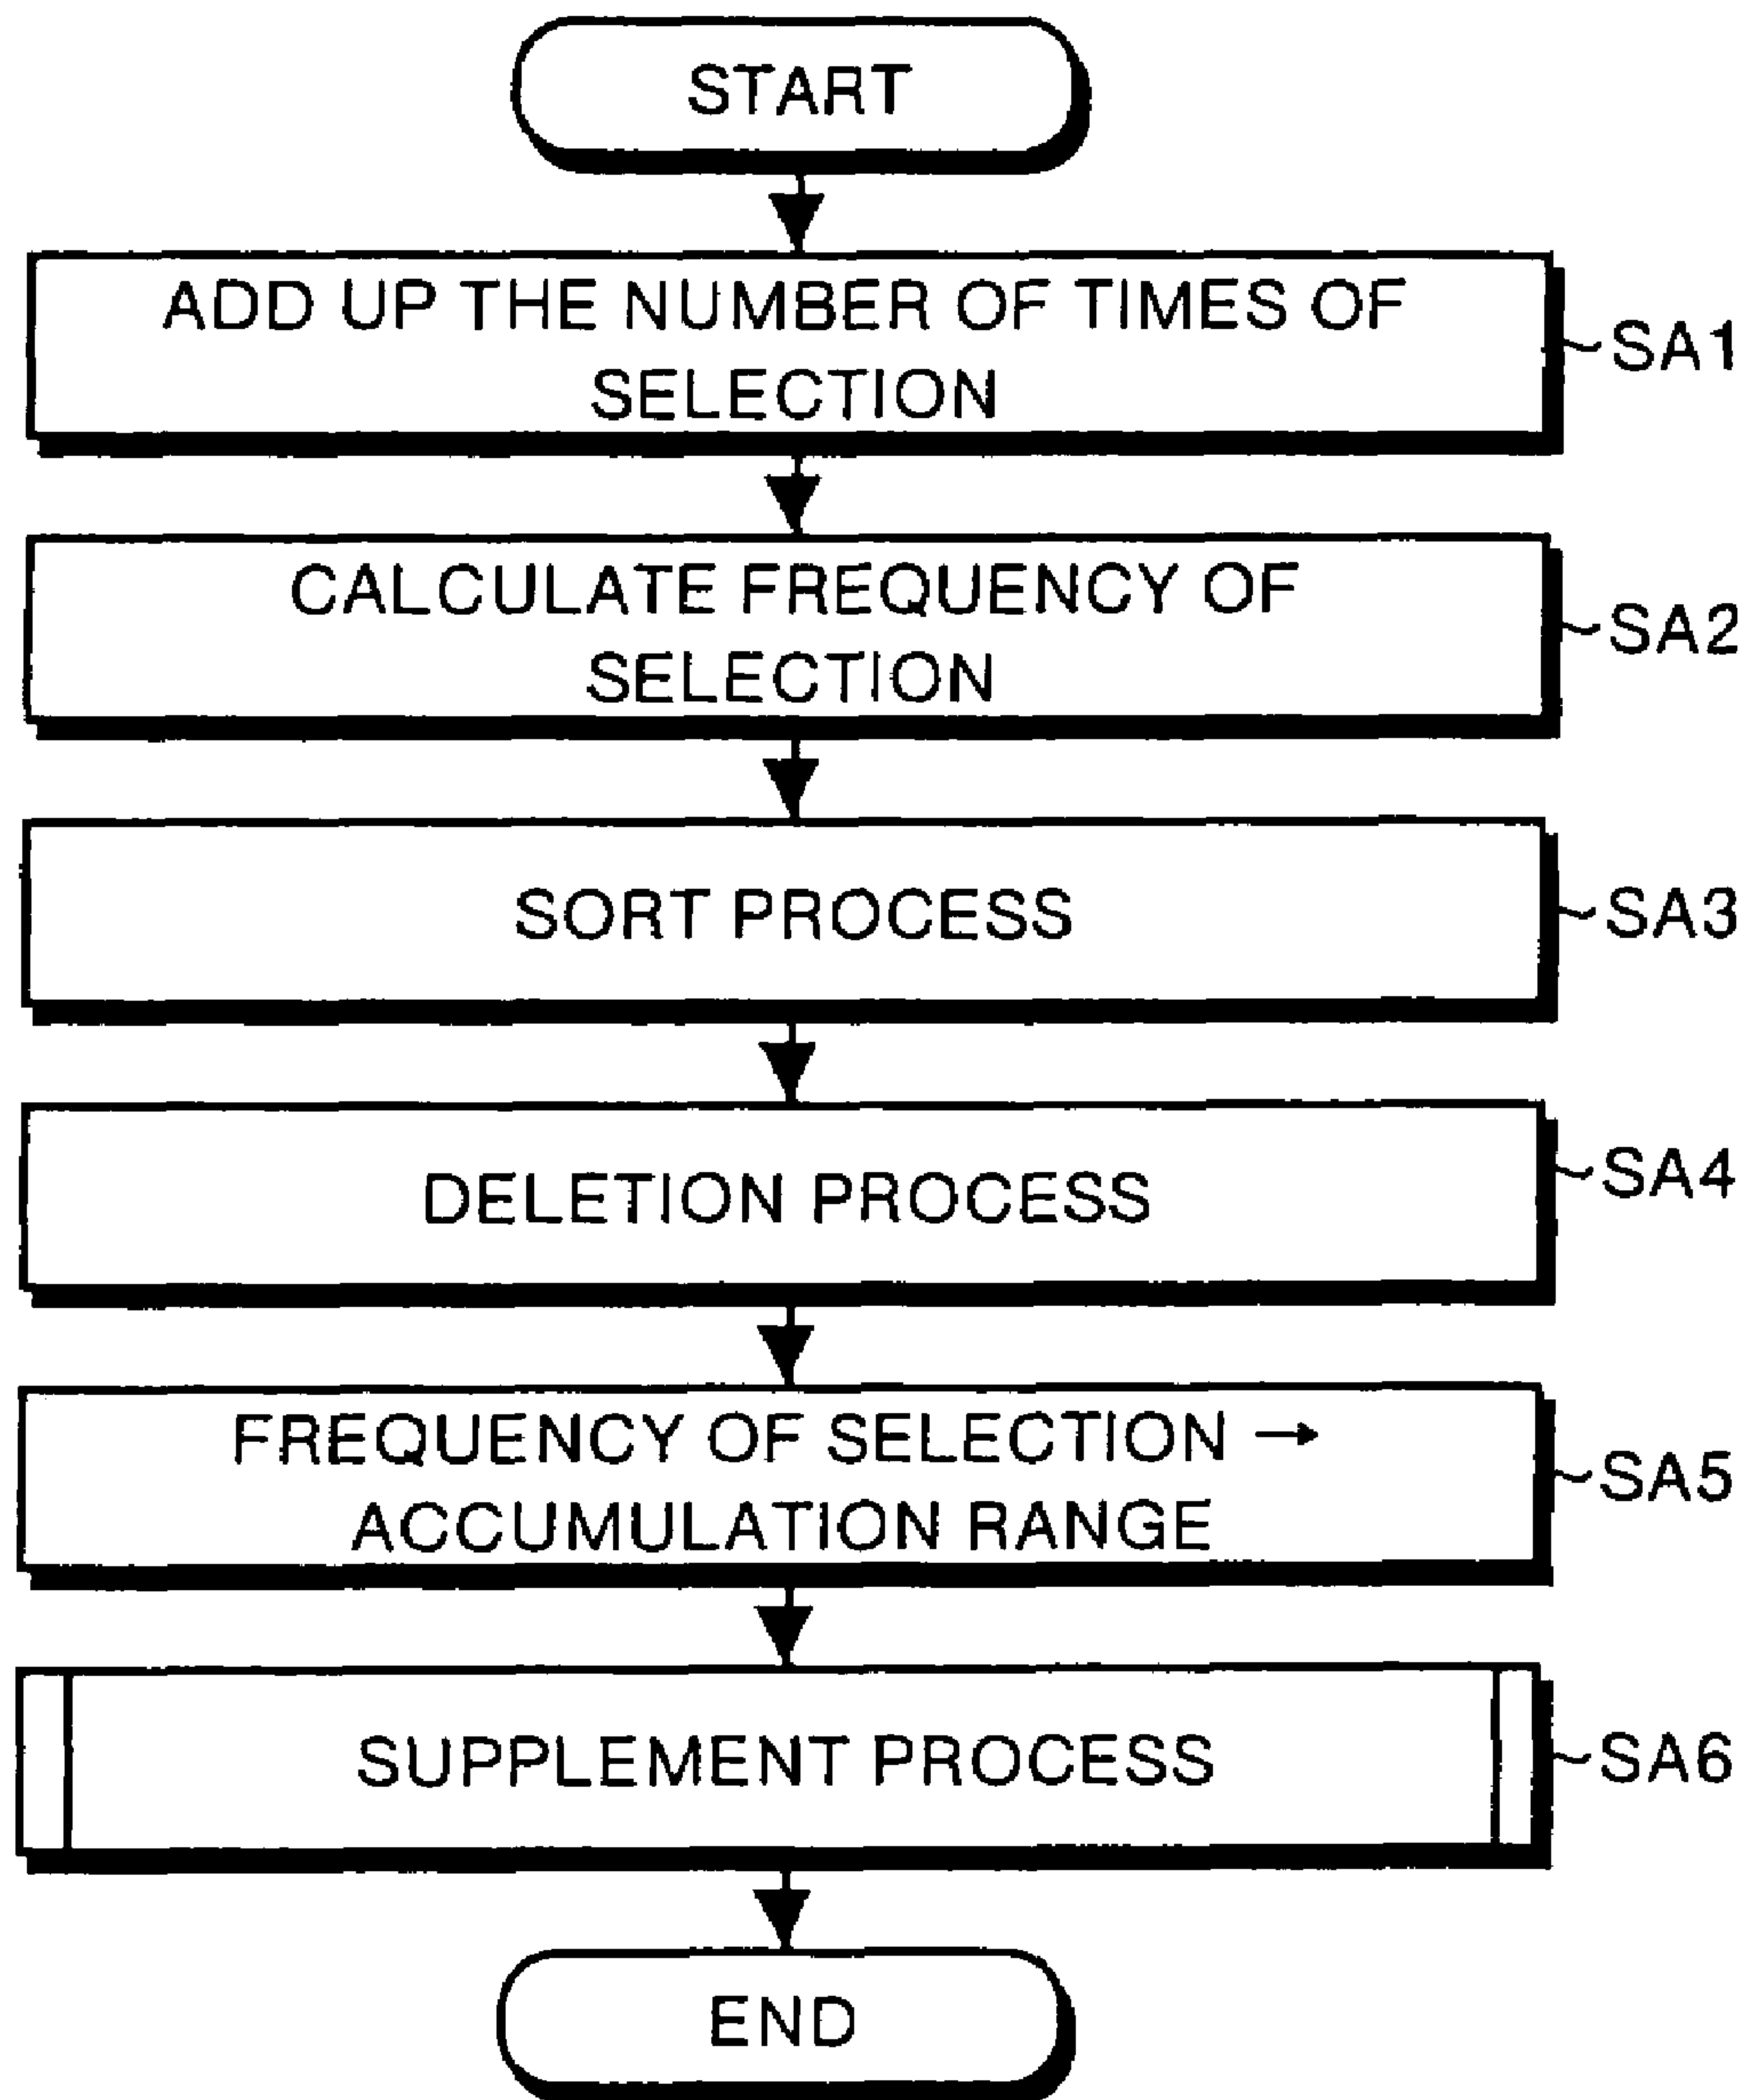 START
ADD UP THE NUMBER OF TIMES OF
SELECTION
SA1
CALCULATE FREQUENCY OF
SELECTION
SA2
SORT PROCESS
SA3
DELETION PROCESS
SA4
FREQUENCY OF SELECTION →
ACCUMULATION RANGE
SA5
SUPPLEMENT PROCESS
SA6
END